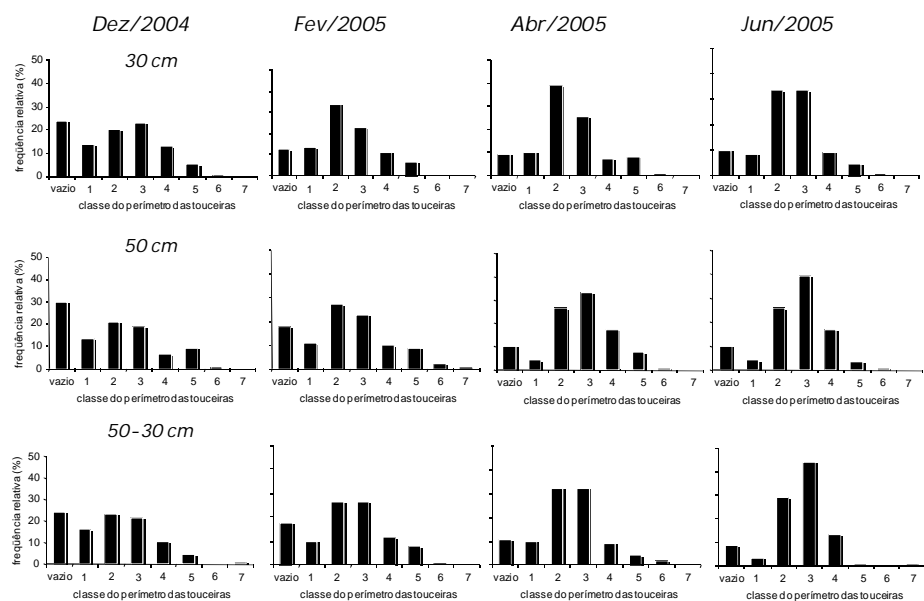 Dez/2004 Fev/2005 Abr/2005 Jun/2005
30 cm
freqüência relativa (%)
50
40
30
20
10
0
vazio 1 2 3 4 5 6 7
classe do perímetro das touceiras
vazio 1 2 3 4 5 6 7
classe do perímetro das touceiras
vazio 1 2 3 4 5 6 7
classe do perímetro das touceiras
vazio 1 2 3 4 5 6 7
classe do perímetro das touceiras
50 cm
freqüência relativa (%)
50
40
30
20
10
0
vazio 1 2 3 4 5 6 7
classe do perímetro das touceiras
vazio 1 2 3 4 5 6 7
classe do perímetro das touceiras
vazio 1 2 3 4 5 6 7
classe do perímetro das touceiras
vazio 1 2 3 4 5 6 7
classe do perímetro das touceiras
50-30 cm
freqüência relativa (%)
50
40
30
20
10
0
vazio 1 2 3 4 5 6 7
classe do perímetro das touceiras
vazio 1 2 3 4 5 6 7
classe do perímetro das touceiras
vazio 1 2 3 4 5 6 7
classe do perímetro das touceiras
vazio 1 2 3 4 5 6 7
classe do perímetro das touceiras